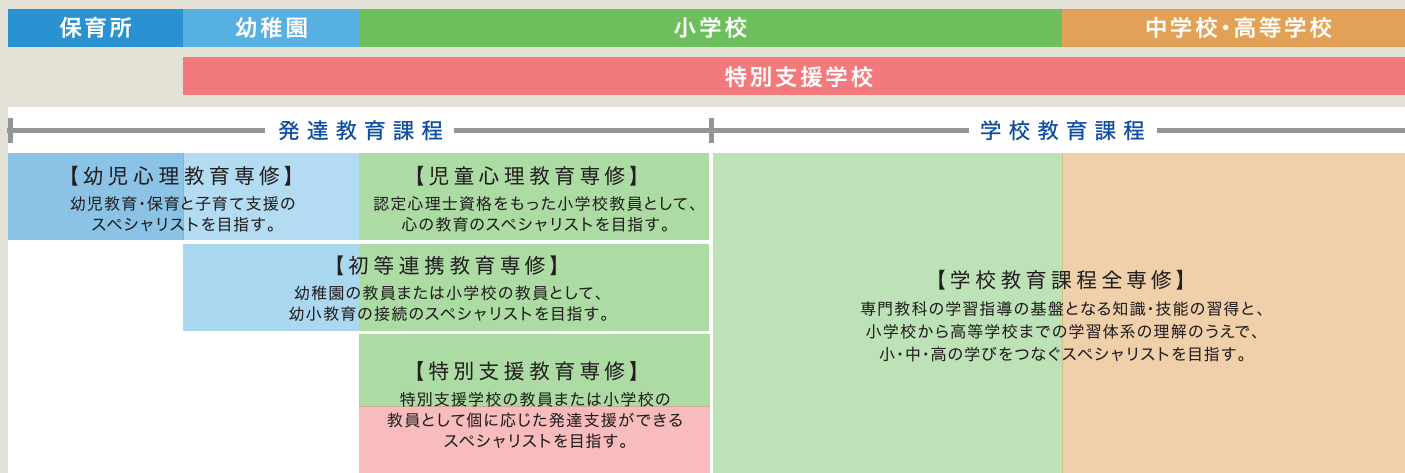 保育所
幼稚園
小学校
中学校・高等学校
特別支援学校
発達教育課程
学校教育課程
【幼児心理教育専修】
幼児教育・保育と子育て支援の
スペシャリストを目指す。
【児童心理教育専修】
認定心理士資格をもった小学校教員として、
心の教育のスペシャリストを目指す。
【初等連携教育専修】
幼稚園の教員または小学校の教員として、
幼小教育の接続のスペシャリストを目指す。
【特別支援教育専修】
特別支援学校の教員または小学校の
教員として個に応じた発達支援ができる
スペシャリストを目指す。
【学校教育課程全専修】
専門教科の学習指導の基盤となる知識・技能の習得と、
小学校から高等学校までの学習体系の理解のうえで、
小・中・高の学びをつなぐスペシャリストを目指す。